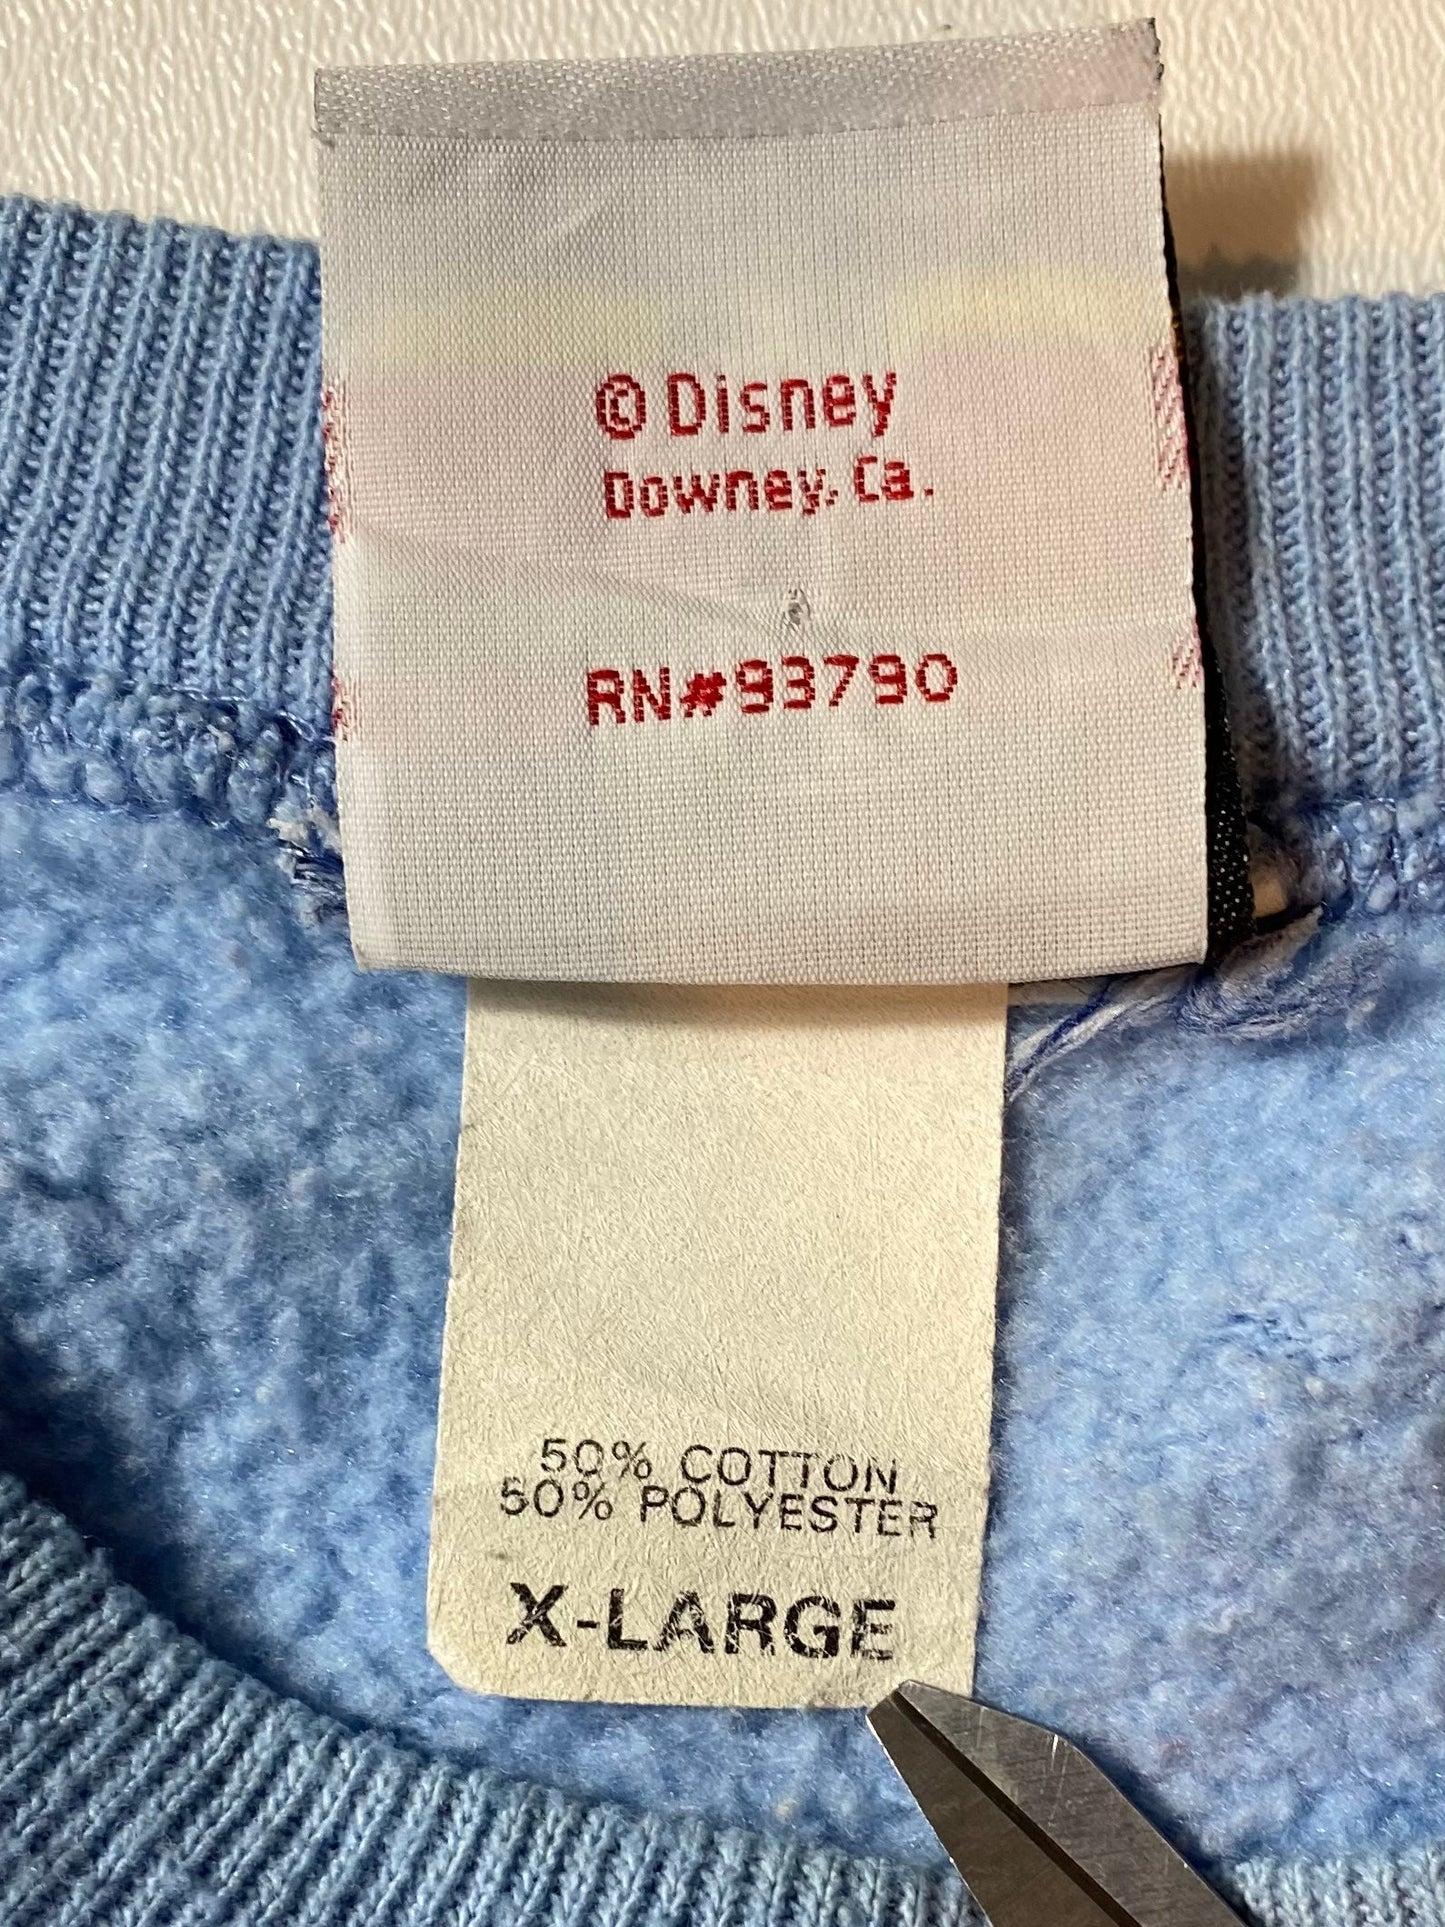 © Disney
Downey, Ca.
RN#93790
50% COTTON
50% POLYESTER
X-LARGE